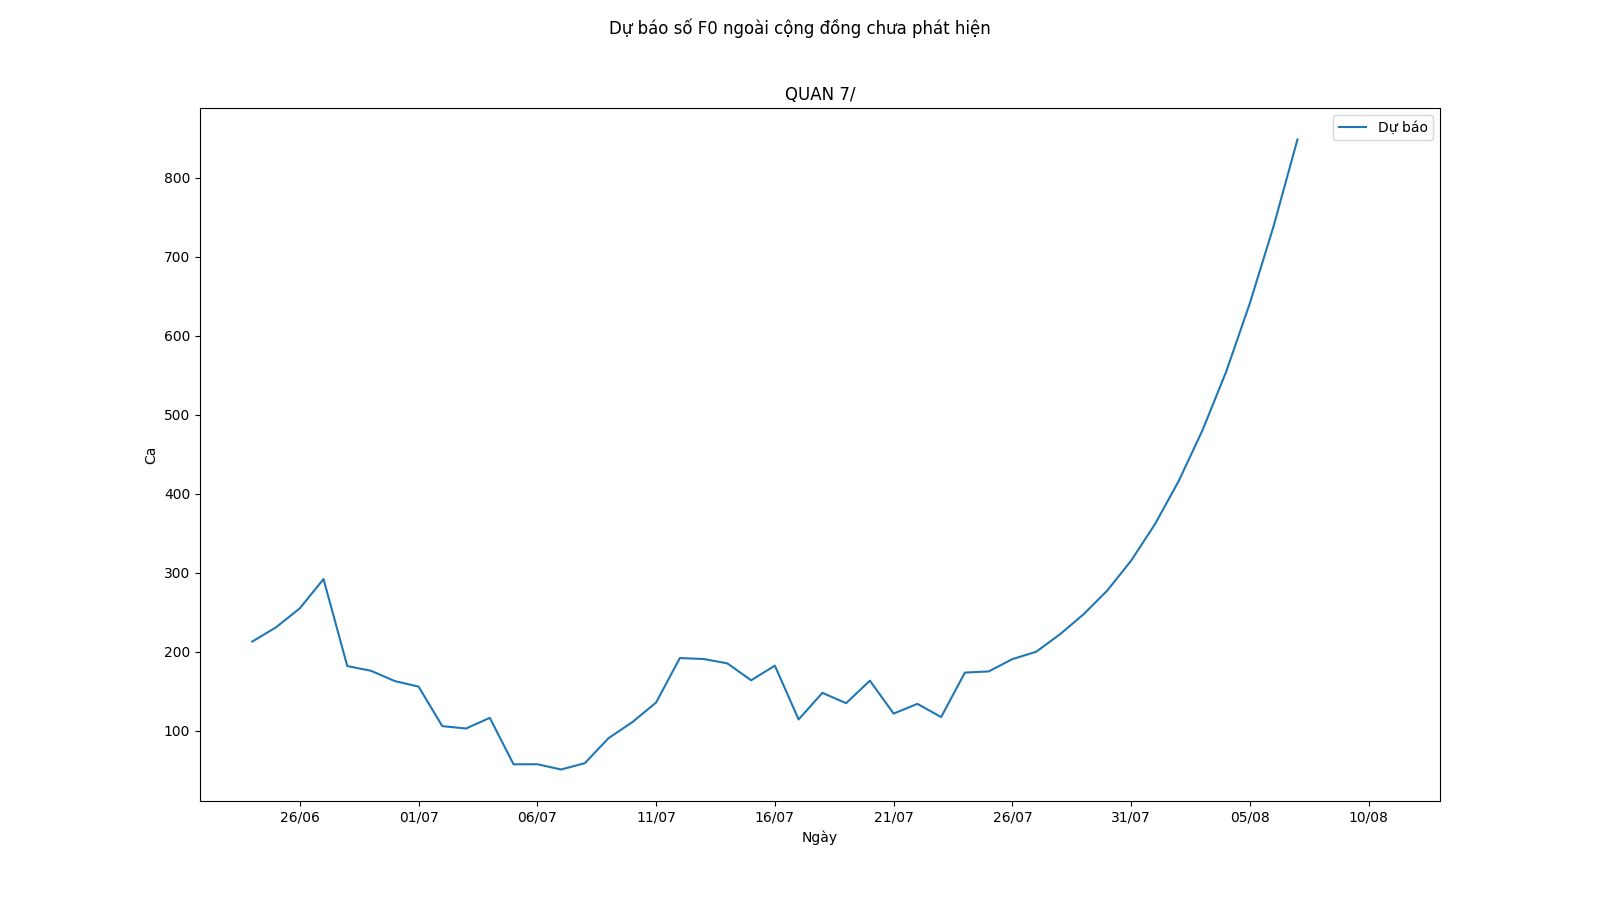 Dự báo số F0 ngoài cộng đồng chưa phát hiện
QUAN 7/
Dự báo
800
700
600
500
400
300
200
100
Ca
26/06 01/07 06/07 11/07 16/07 21/07 26/07 31/07 05/08 10/08
Ngày